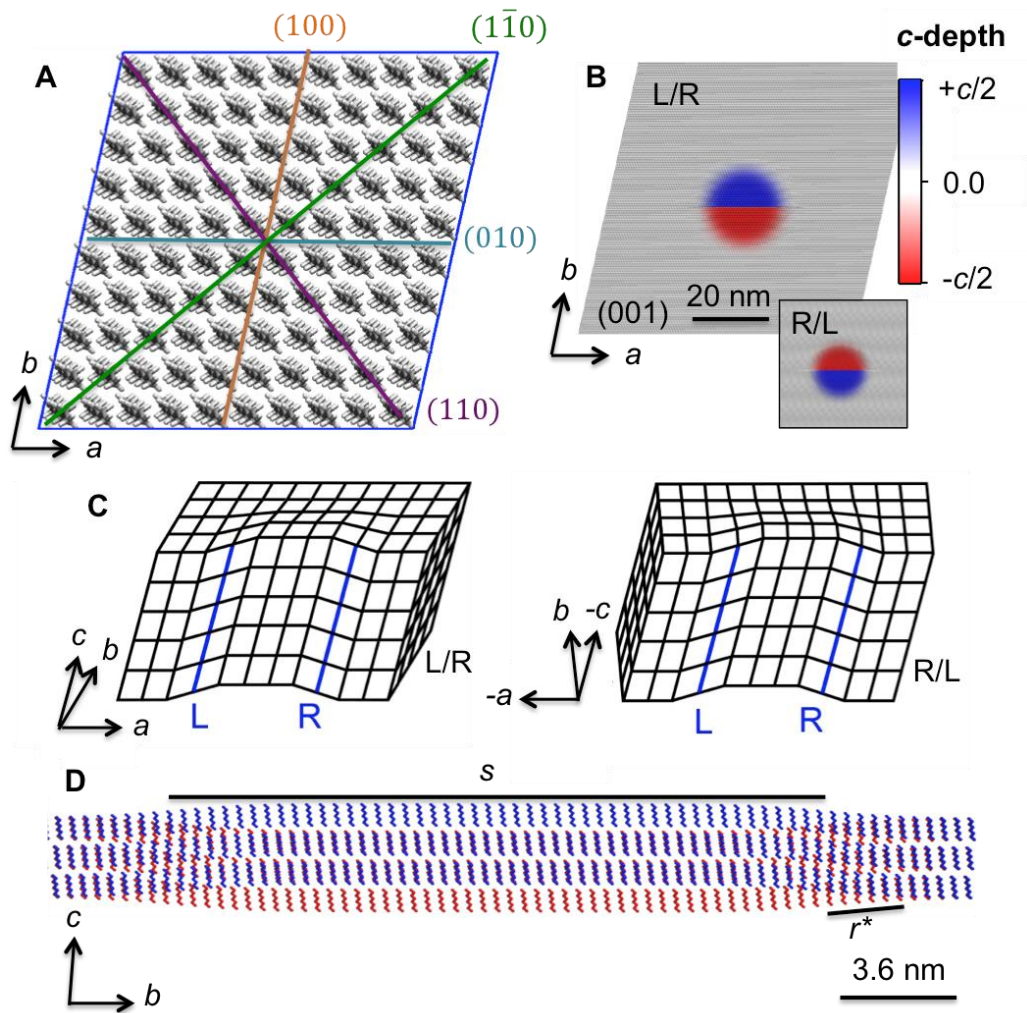 (100)
(11̄0)
A
(010)
(110)
b
a
B
L/R
c-depth
+c/2
0.0
-c/2
b
a
(001)
20 nm
R/L
C
c
b
a
L
R
L/R
b
-c
-a
L
R
R/L
D
s
r*
c
b
3.6 nm